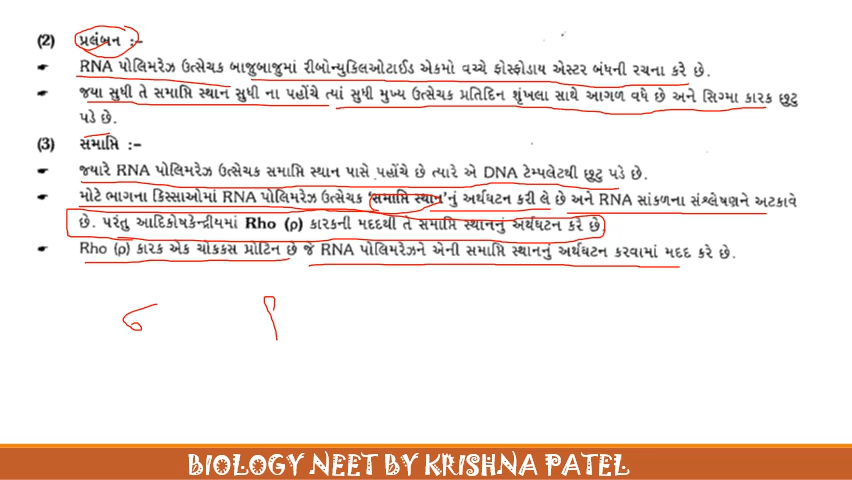 (2) પ્રલંબન :-
RNA પોલિમરેઝ ઉત્સેચક બાજુબાજુમાં રીબોન્યુકિલઓટાઈડ એકમો વચ્ચે ફોસ્ફોડાય એસ્ટર બંધની રચના કરે છે.
જયા સુધી તે સમાપ્તિ સ્થાન સુધી ના પહોંચે ત્યાં સુધી મુખ્ય ઉત્સેચક પ્રતિદિન શૃંખલા સાથે આગળ વધે છે અને સિગ્મા કારક છુટુ
પડે છે.
(3) સમાપ્તિ :-
જ્યારે RNA પોલિમરેઝ ઉત્સેચક સમાપ્તિ સ્થાન પાસે પહોંચે છે ત્યારે એ DNA ટેમ્પલેટથી છુટુ પડે છે.
મોટે ભાગના કિસ્સાઓમાં RNA પોલિમરેઝ ઉત્સેચક ‘સમાપ્તિ સ્થાન’નું અર્થઘટન કરી લે છે અને RNA સાંકળના સંશ્લેષણને અટકાવે
છે. પરંતુ આદિકોષકેન્દ્રીયમાં Rho (ρ) કારકની મદદથી તે સમાપ્તિ સ્થાનનું અર્થઘટન કરે છે.
Rho (ρ) કારક એક ચોકકસ પ્રોટિન છે જે RNA પોલિમરેઝને એની સમાપ્તિ સ્થાનનું અર્થઘટન કરવામાં મદદ કરે છે.
σ ρ
BIOLOGY NEET BY KRISHNA PATEL